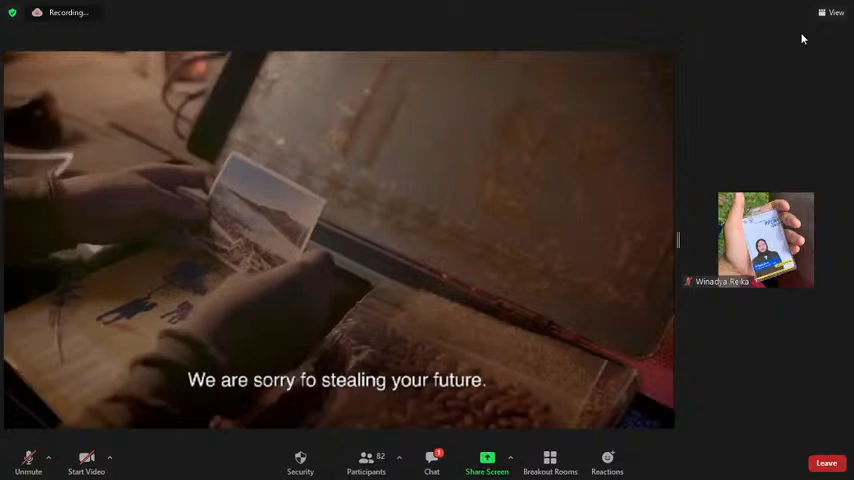 Recording...
View
We are sorry fo stealing your future.
Winadya Rejka
Unmute
Start Video
Security
82
Participants
1
Chat
Share Screen
Breakout Rooms
Reactions
Leave